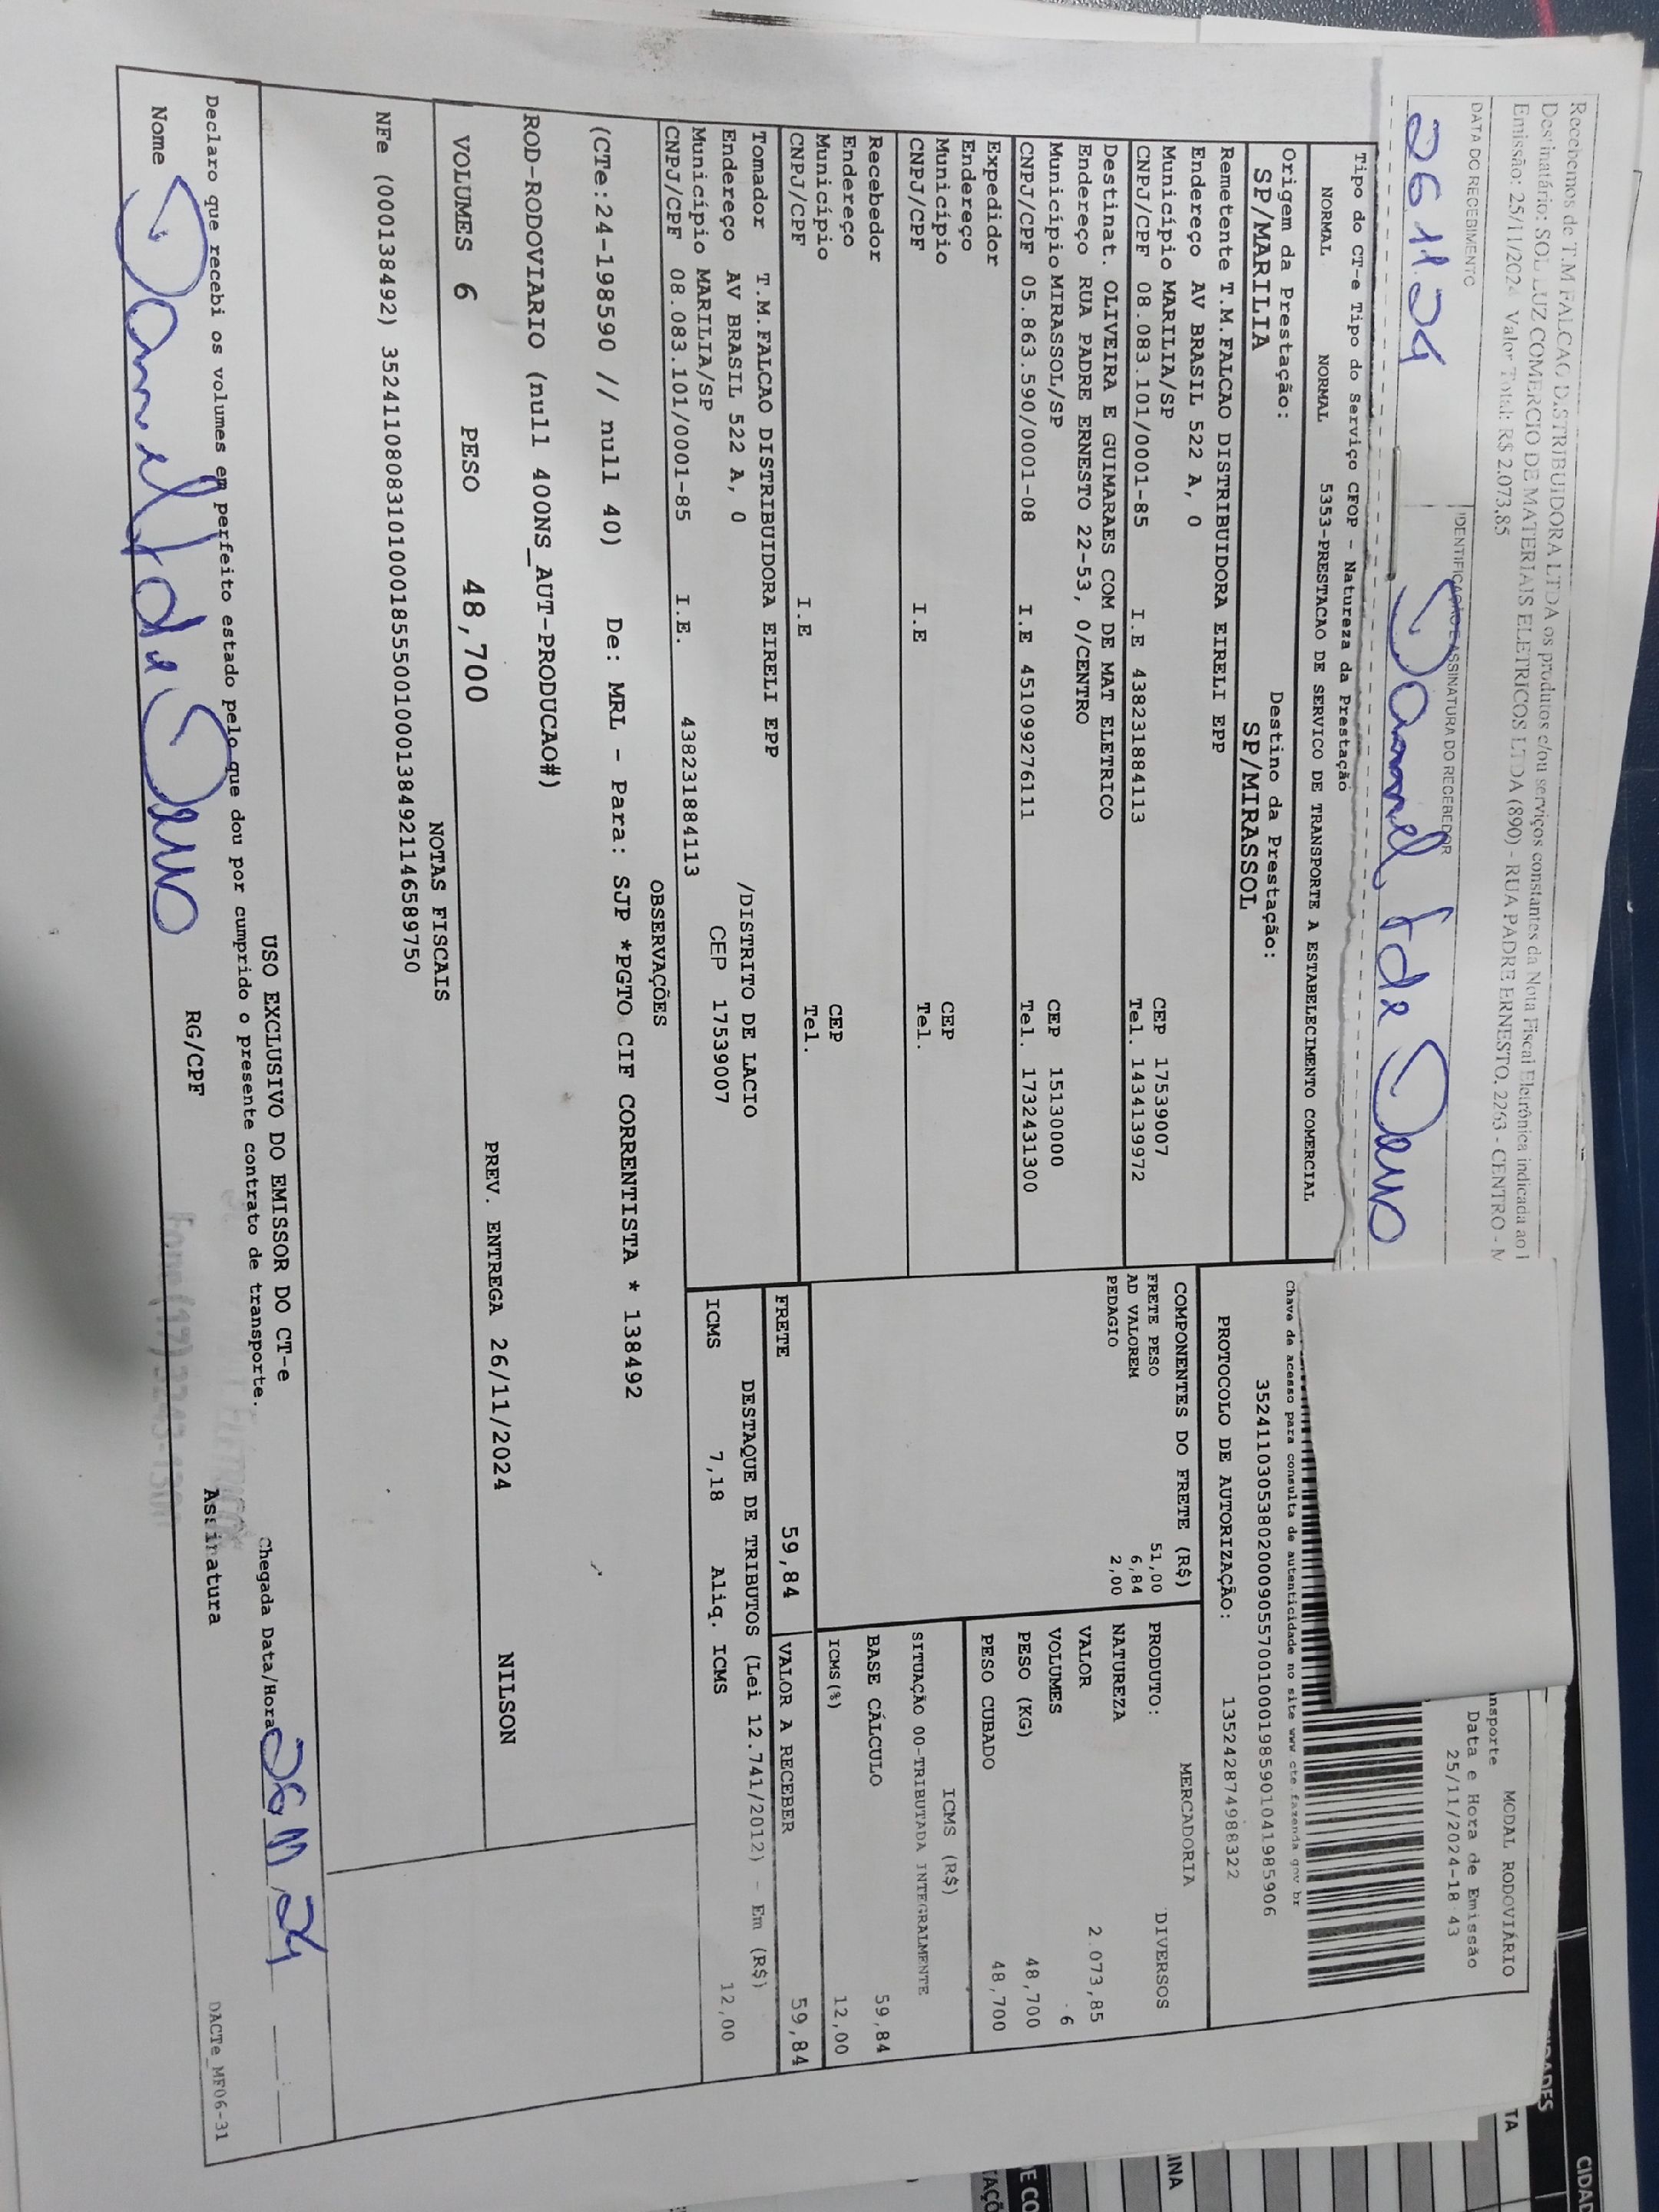 Recebemos de T.M FALCAO DISTRIBUIDORA LTDA os produtos e/ou serviços constantes da Nota Fiscal Eletrônica indicada ao
Destinatário: SOL LUZ COMERCIO DE MATERIAIS ELETRICOS LTDA (890) - RUA PADRE ERNESTO, 2263 - CENTRO - M
Emissão: 25/11/2024 Valor Total: R$ 2.073,85
DATA DO RECEBIMENTO
IDENTIFICAÇÃO E ASSINATURA DO RECEBEDOR
26 11.24
nsporte
MODAL RODOVIÁRIO
Data e Hora de Emissão
25/11/2024-18:43
Tipo do CT-e Tipo do Serviço CFOP - Natureza da Prestação
NORMAL NORMAL 5353-PRESTACAO DE SERVICO DE TRANSPORTE A ESTABELECIMENTO COMERCIAL
Chave de acesso para consulta de autenticidade no site www.cte.fazenda.gov.br
35241103053802000905570010001985901041985906
Origem da Prestação: Destino da Prestação:
SP/MARILIA SP/MIRASSOL
PROTOCOLO DE AUTORIZAÇÃO: 135242874988322
Remetente T.M.FALCAO DISTRIBUIDORA EIRELI EPP
Endereço AV BRASIL 522 A, 0
Município MARILIA/SP CEP 17539007
CNPJ/CPF 08.083.101/0001-85 I.E 438231884113 Tel. 1434139972
Destinat. OLIVEIRA E GUIMARAES COM DE MAT ELETRICO
Endereço RUA PADRE ERNESTO 22-53, 0/CENTRO
Município MIRASSOL/SP CEP 15130000
CNPJ/CPF 05.863.590/0001-08 I.E 451099276111 Tel. 1732431300
Expedidor
Endereço
Município CEP
CNPJ/CPF I.E Tel.
Recebedor
Endereço
Município CEP
CNPJ/CPF I.E Tel.
Tomador T.M.FALCAO DISTRIBUIDORA EIRELI EPP
Endereço AV BRASIL 522 A, 0 /DISTRITO DE LACIO
Município MARILIA/SP CEP 17539007
CNPJ/CPF 08.083.101/0001-85 I.E. 438231884113
COMPONENTES DO FRETE (R$)
FRETE PESO 51,00
AD VALOREM 6,84
PEDAGIO 2,00
MERCADORIA
PRODUTO: DIVERSOS
NATUREZA
VALOR 2.073,85
VOLUMES 6
PESO (KG) 48,700
PESO CUBADO 48,700
ICMS (R$)
SITUAÇÃO 00-TRIBUTADA INTEGRALMENTE
BASE CÁLCULO 59,84
ICMS(%) 12,00
FRETE 59,84 VALOR A RECEBER 59,84
DESTAQUE DE TRIBUTOS (Lei 12.741/2012) - Em (R$)
ICMS 7,18 Aliq. ICMS 12,00
OBSERVAÇÕES
(CTe:24-198590 // null 40) De: MRL - Para: SJP *PGTO CIF CORRENTISTA * 138492
ROD-RODOVIARIO (null 400NS_AUT-PRODUCAO#)
VOLUMES 6 PESO 48,700 PREV. ENTREGA 26/11/2024 NILSON
NOTAS FISCAIS
NFe (000138492) 35241108083101000185550010001384921146589750
USO EXCLUSIVO DO EMISSOR DO CT-e
Declaro que recebi os volumes em perfeito estado pelo que dou por cumprido o presente contrato de transporte.
Chegada Data/Hora 26 11 24
Nome RG/CPF Assinatura
DACTe_MF06-31
CIDAD
IDADES
TA
INA
E CO
TAÇÕ